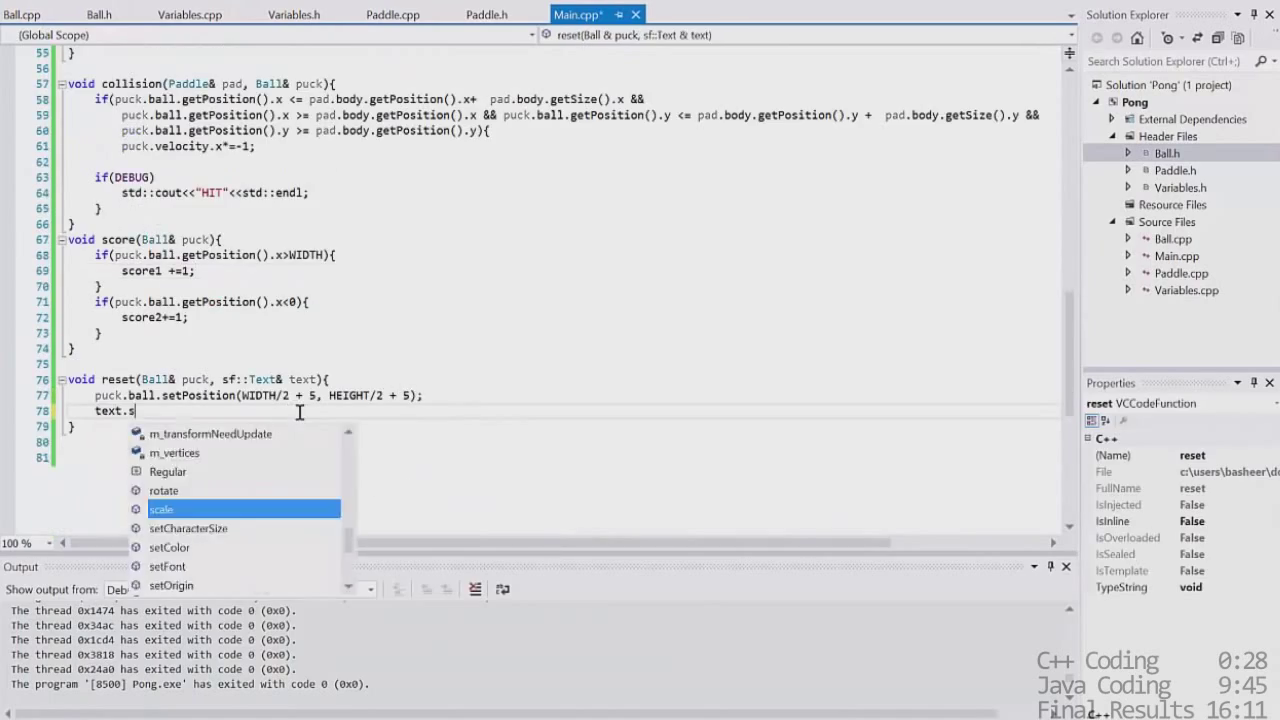 Ball.cpp Ball.h Variables.cpp Variables.h Paddle.cpp Paddle.h Main.cpp*
Solution Explorer
(Global Scope) reset(Ball & puck, sf::Text & text)
Search Solution Explorer (Ctrl+;)
Solution 'Pong' (1 project)
Pong
External Dependencies
Header Files
Ball.h
Paddle.h
Variables.h
Resource Files
Source Files
Ball.cpp
Main.cpp
Paddle.cpp
Variables.cpp
55 }
56
57 void collision(Paddle& pad, Ball& puck){
58 if(puck.ball.getPosition().x <= pad.body.getPosition().x+ pad.body.getSize().x &&
59 puck.ball.getPosition().x >= pad.body.getPosition().x && puck.ball.getPosition().y <= pad.body.getPosition().y + pad.body.getSize().y &&
60 puck.ball.getPosition().y >= pad.body.getPosition().y){
61 puck.velocity.x*=-1;
62
63 if(DEBUG)
64 std::cout<<"HIT"<<std::endl;
65 }
66 }
67 void score(Ball& puck){
68 if(puck.ball.getPosition().x>WIDTH){
69 score1 +=1;
70 }
71 if(puck.ball.getPosition().x<0){
72 score2+=1;
73 }
74 }
75
76 void reset(Ball& puck, sf::Text& text){
77 puck.ball.setPosition(WIDTH/2 + 5, HEIGHT/2 + 5);
78 text.s
79 }
80
81
m_transformNeedUpdate
m_vertices
Regular
rotate
scale
setCharacterSize
setColor
setFont
setOrigin
100 %
Properties
reset VCCodeFunction
C++
(Name) reset
File c:\users\basheer\do
FullName reset
IsInjected False
IsInline False
IsOverloaded False
IsSealed False
IsTemplate False
TypeString void
C++
Output
Show output from: Deb
The thread 0x1474 has exited with code 0 (0x0).
The thread 0x34ac has exited with code 0 (0x0).
The thread 0x1cd4 has exited with code 0 (0x0).
The thread 0x3818 has exited with code 0 (0x0).
The thread 0x24a0 has exited with code 0 (0x0).
The program '[8500] Pong.exe' has exited with code 0 (0x0).
C++ Coding 0:28
Java Coding 9:45
Final Results 16:11